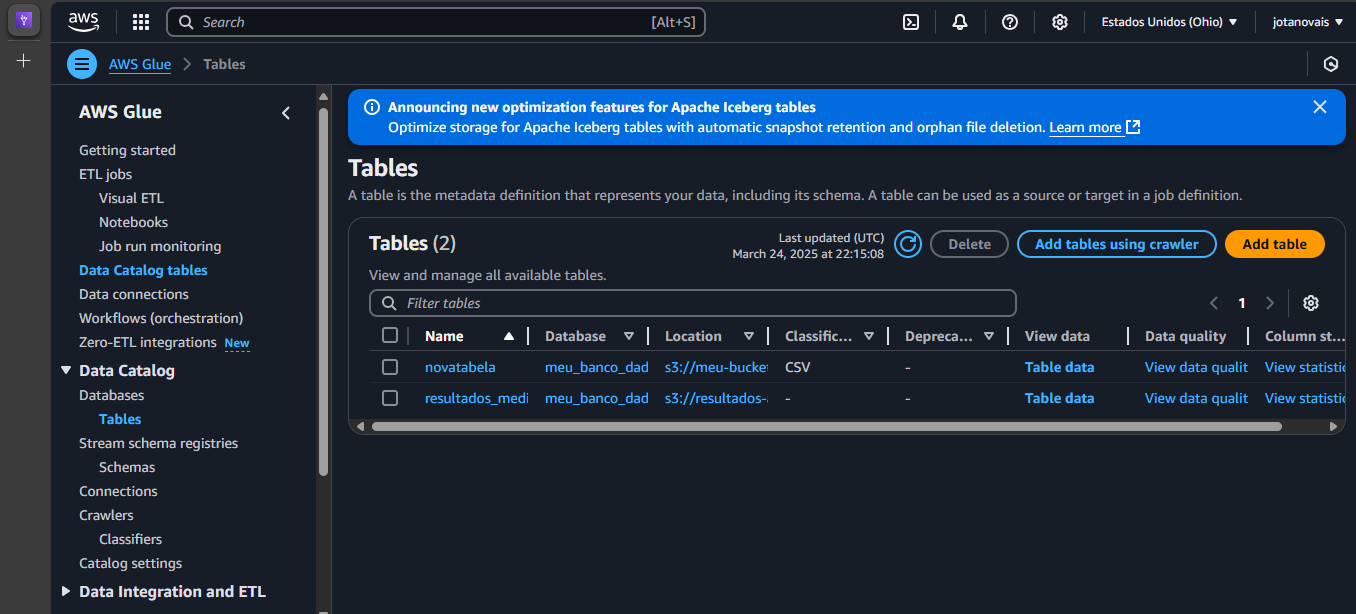 aws
Search [Alt+S]
Estados Unidos (Ohio)
jotanovais
AWS Glue > Tables
AWS Glue
Getting started
ETL jobs
Visual ETL
Notebooks
Job run monitoring
Data Catalog tables
Data connections
Workflows (orchestration)
Zero-ETL integrations New
Data Catalog
Databases
Tables
Stream schema registries
Schemas
Connections
Crawlers
Classifiers
Catalog settings
Data Integration and ETL
Announcing new optimization features for Apache Iceberg tables
Optimize storage for Apache Iceberg tables with automatic snapshot retention and orphan file deletion. Learn more
Tables
A table is the metadata definition that represents your data, including its schema. A table can be used as a source or target in a job definition.
Tables (2)
Last updated (UTC)
March 24, 2025 at 22:15:08
Delete
Add tables using crawler
Add table
View and manage all available tables.
Filter tables
1
Name Database Location Classific... Depreca... View data Data quality Column st...
novatabela meu_banco_dad s3://meu-bucket CSV - Table data View data qualit View statistic
resultados_medi meu_banco_dad s3://resultados- - - Table data View data qualit View statistic